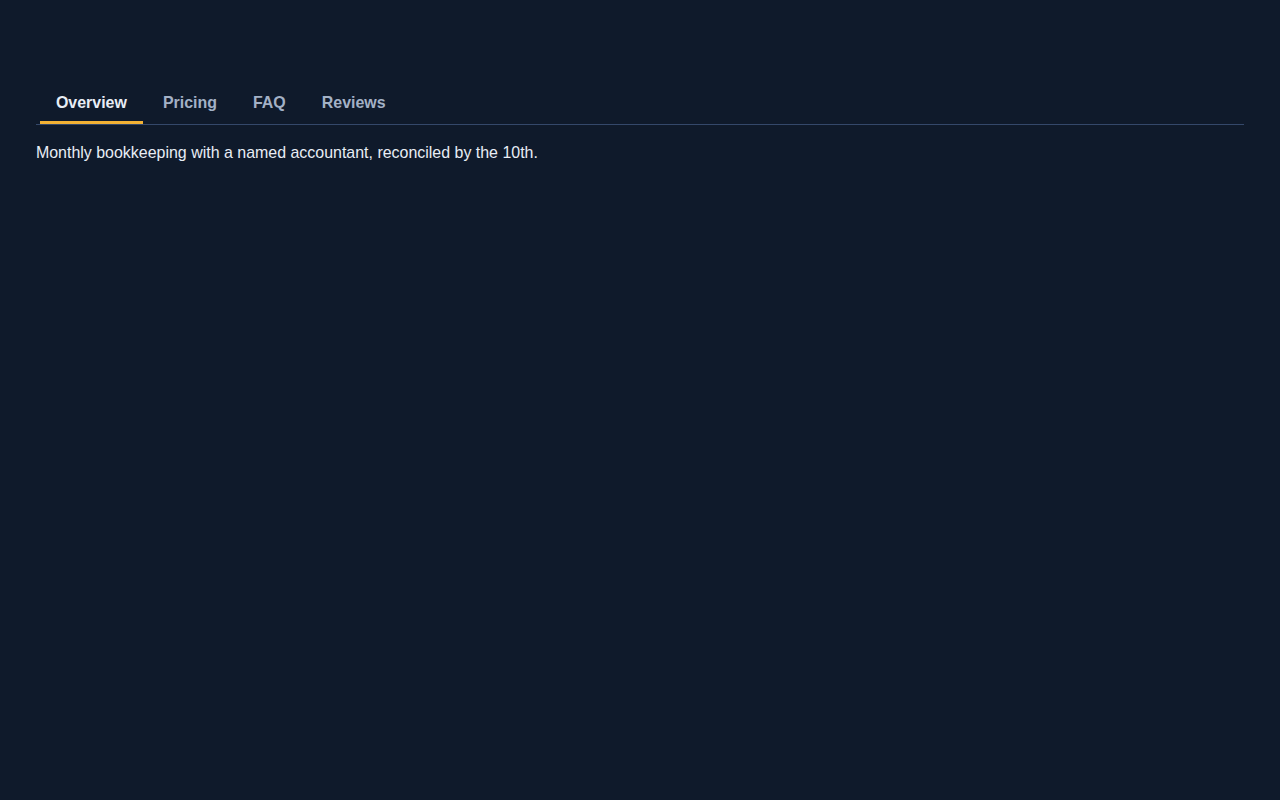 Overview Pricing FAQ Reviews
Monthly bookkeeping with a named accountant, reconciled by the 10th.